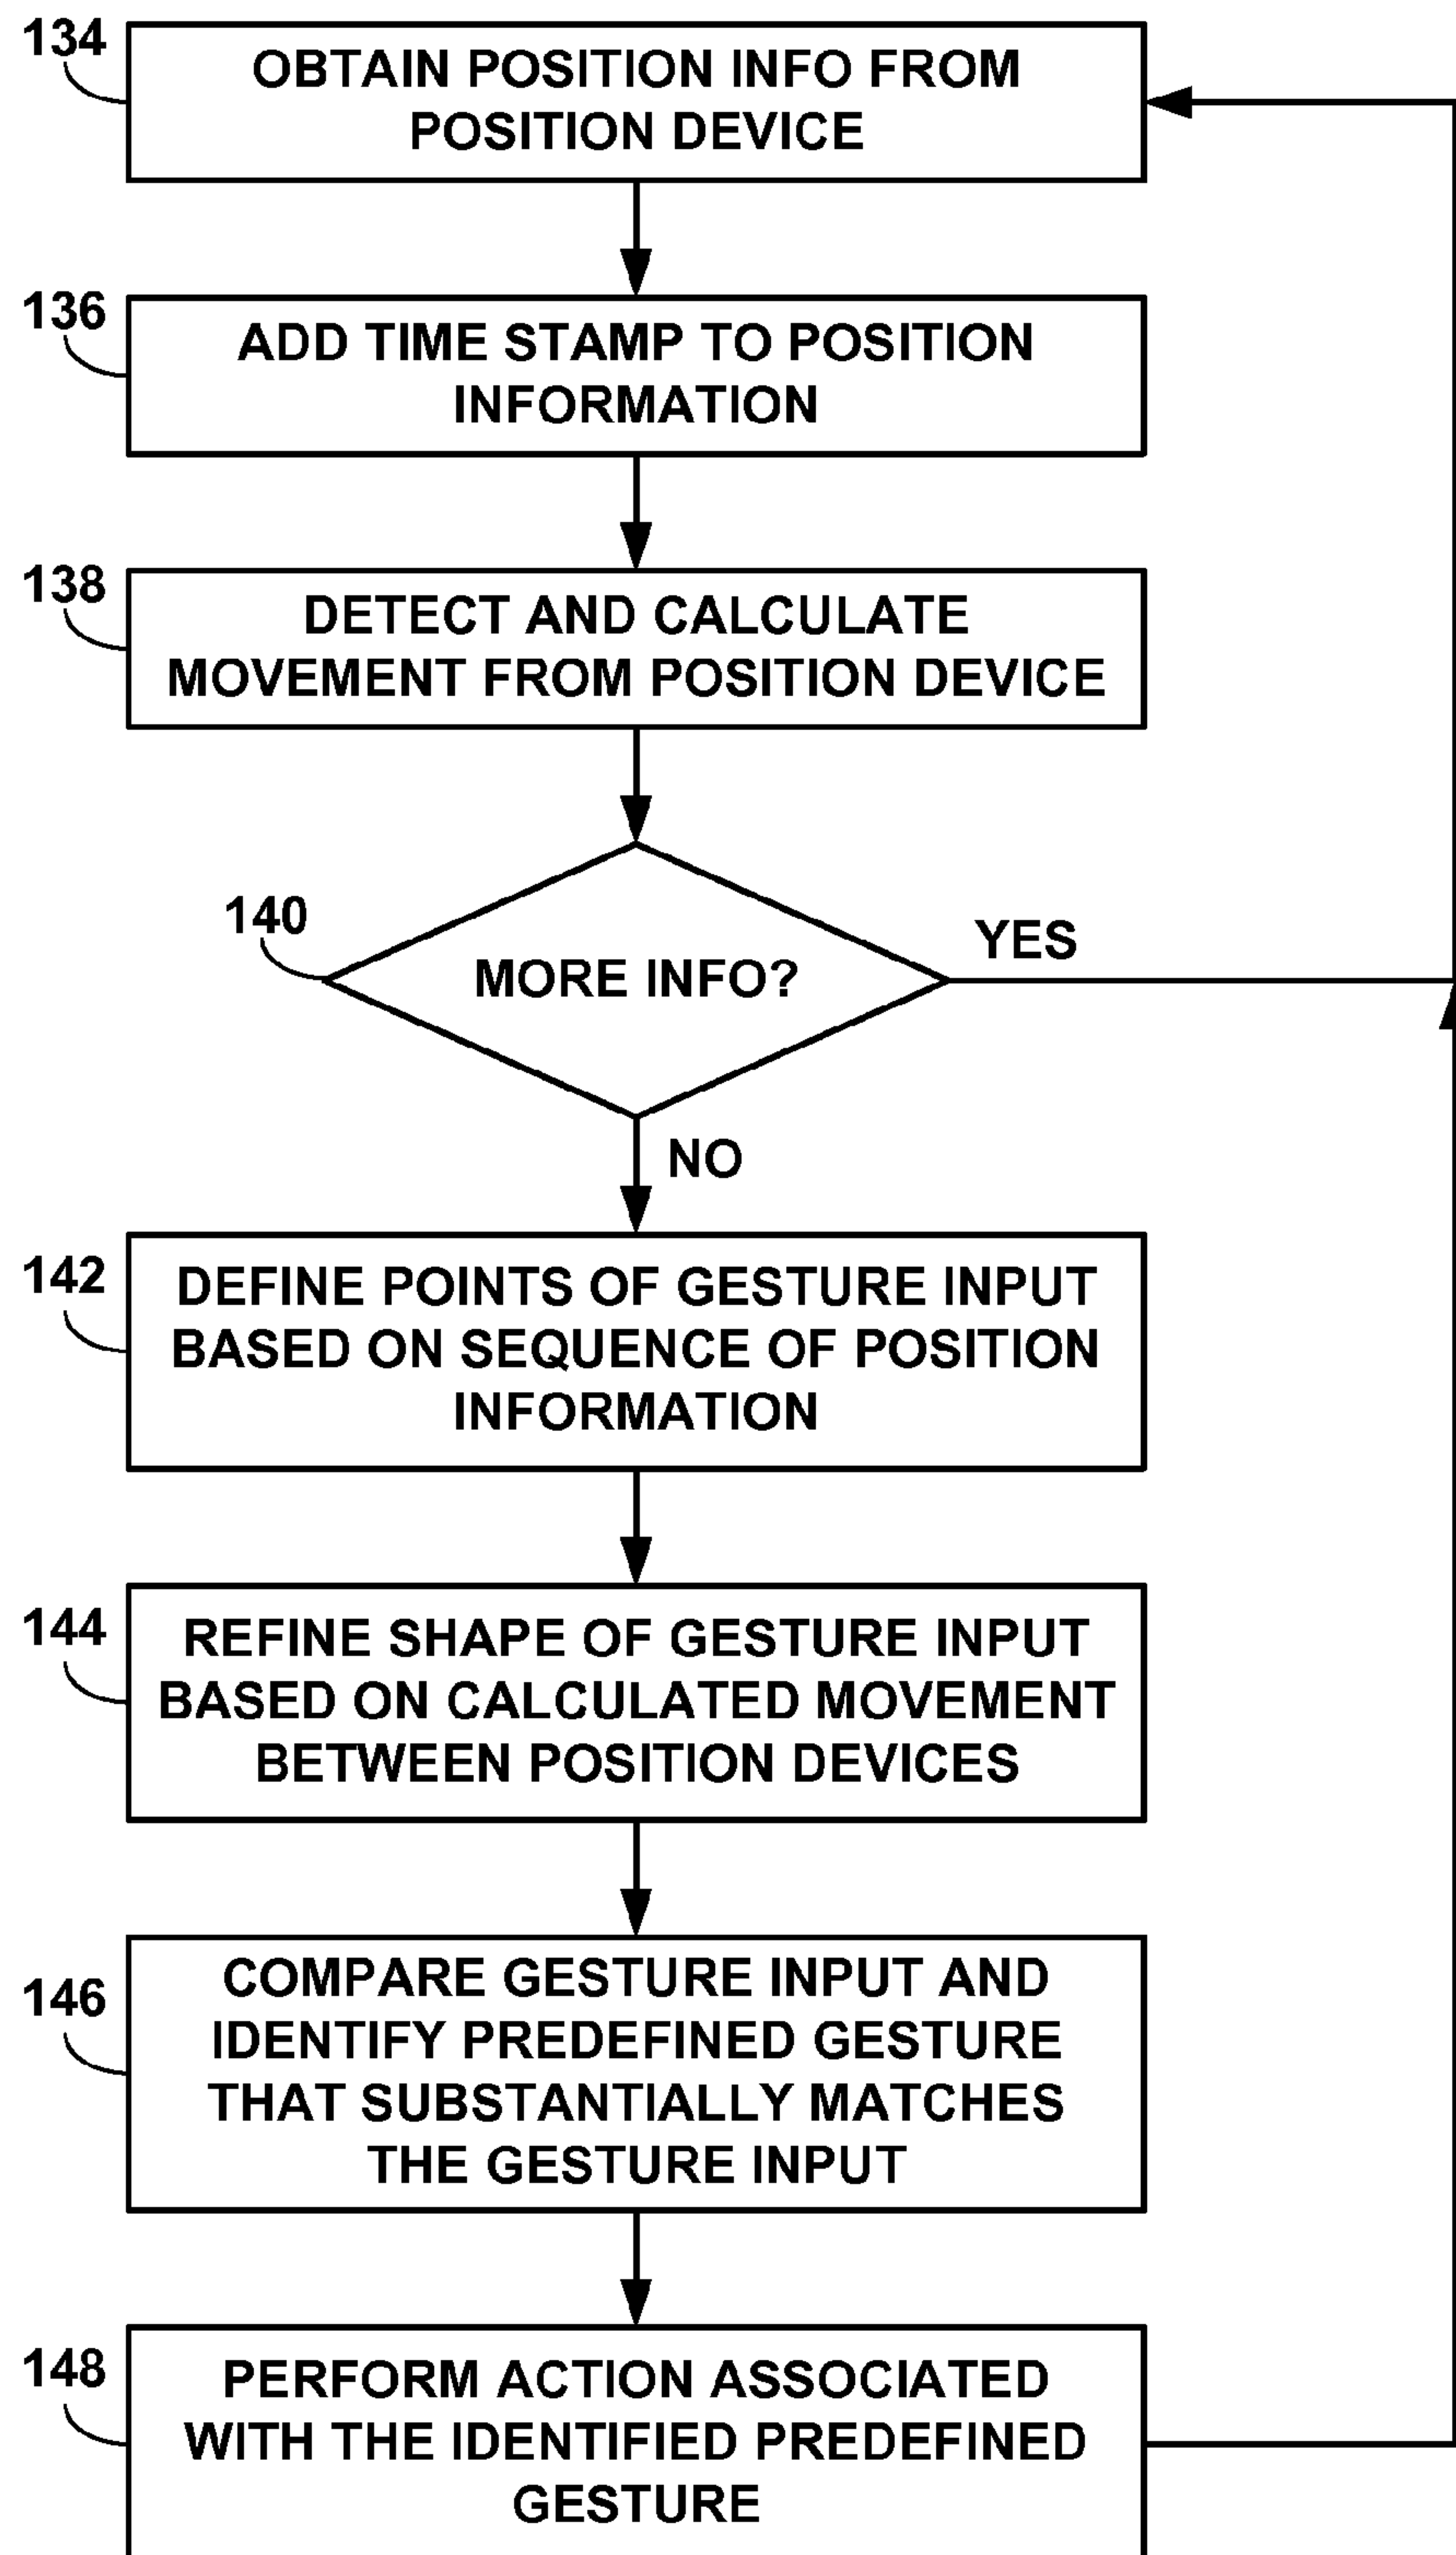 134
OBTAIN POSITION INFO FROM
POSITION DEVICE
136
ADD TIME STAMP TO POSITION
INFORMATION
138
DETECT AND CALCULATE
MOVEMENT FROM POSITION DEVICE
140
MORE INFO?
YES
NO
142
DEFINE POINTS OF GESTURE INPUT
BASED ON SEQUENCE OF POSITION
INFORMATION
144
REFINE SHAPE OF GESTURE INPUT
BASED ON CALCULATED MOVEMENT
BETWEEN POSITION DEVICES
146
COMPARE GESTURE INPUT AND
IDENTIFY PREDEFINED GESTURE
THAT SUBSTANTIALLY MATCHES
THE GESTURE INPUT
148
PERFORM ACTION ASSOCIATED
WITH THE IDENTIFIED PREDEFINED
GESTURE